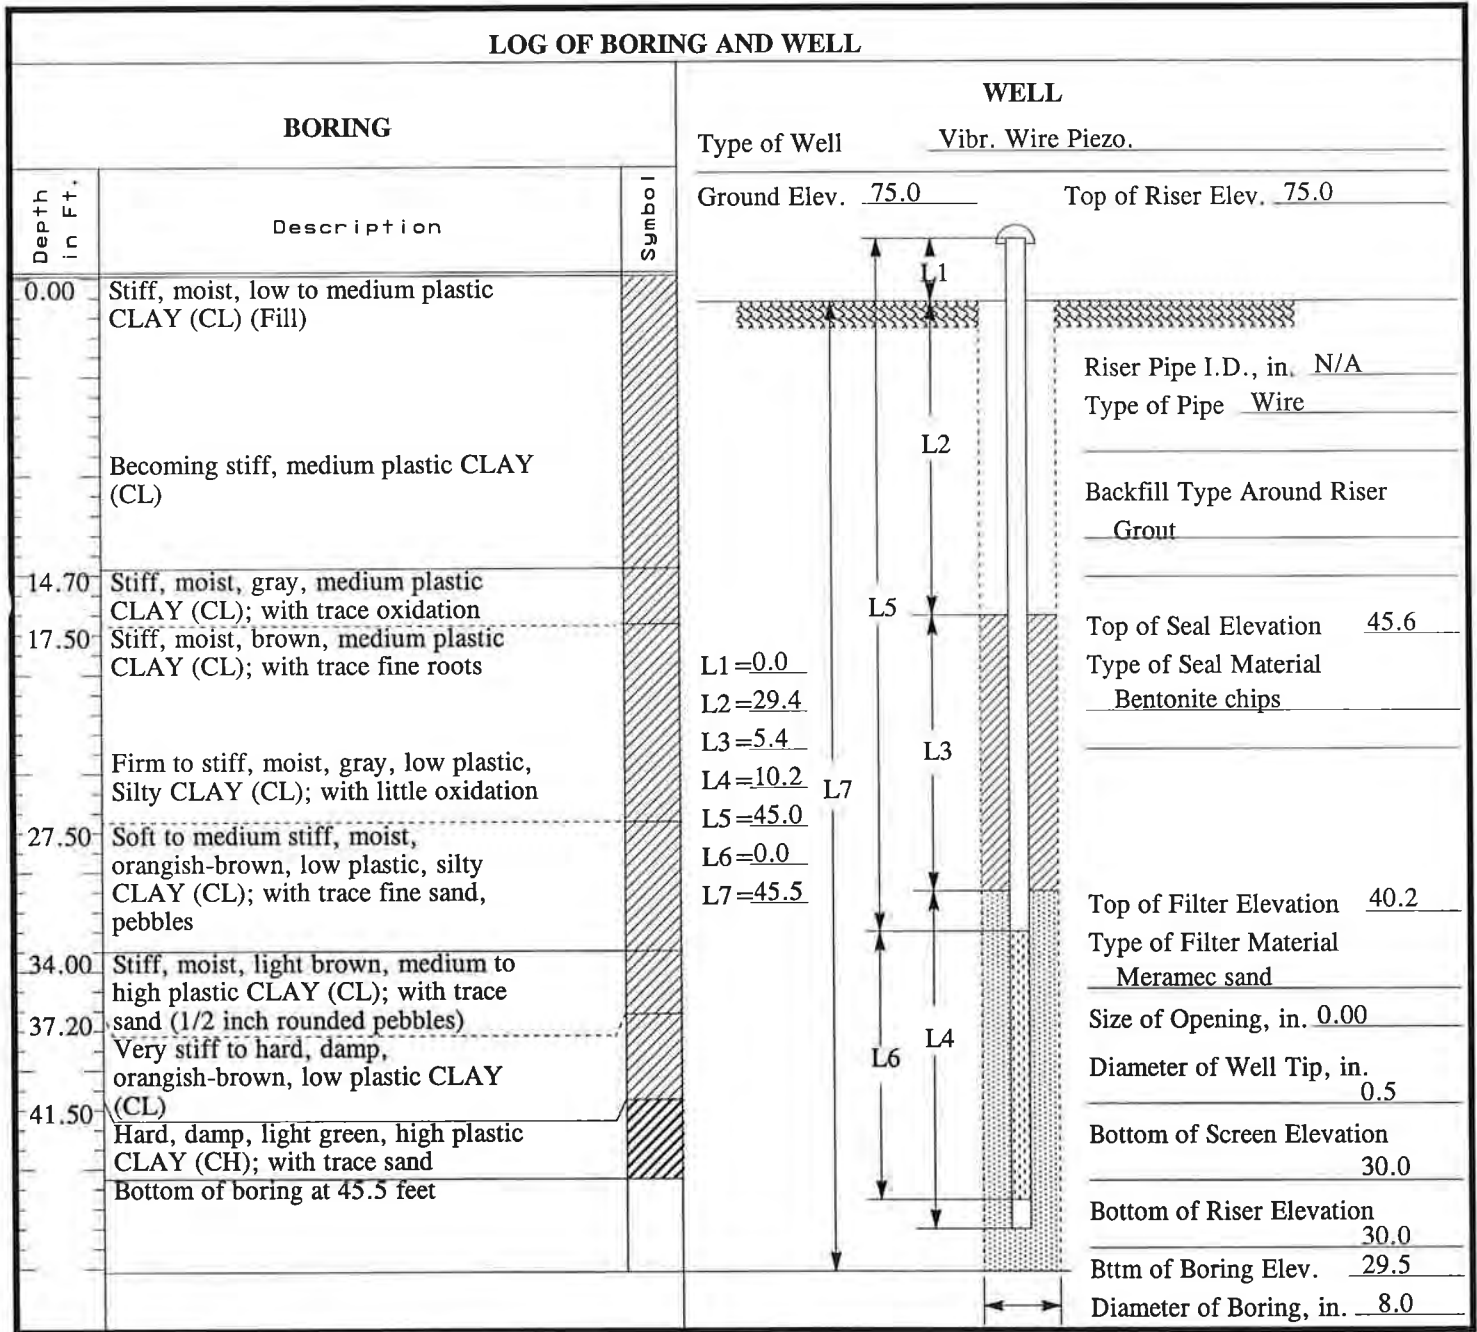 LOG OF BORING AND WELL
BORING
Depth
in Ft.
Description
Symbol
0.00
Stiff, moist, low to medium plastic
CLAY (CL) (Fill)
Becoming stiff, medium plastic CLAY
(CL)
14.70
Stiff, moist, gray, medium plastic
CLAY (CL); with trace oxidation
17.50
Stiff, moist, brown, medium plastic
CLAY (CL); with trace fine roots
Firm to stiff, moist, gray, low plastic,
Silty CLAY (CL); with little oxidation
27.50
Soft to medium stiff, moist,
orangish-brown, low plastic, silty
CLAY (CL); with trace fine sand,
pebbles
34.00
Stiff, moist, light brown, medium to
high plastic CLAY (CL); with trace
sand (1/2 inch rounded pebbles)
37.20
Very stiff to hard, damp,
orangish-brown, low plastic CLAY
(CL)
41.50
Hard, damp, light green, high plastic
CLAY (CH); with trace sand
Bottom of boring at 45.5 feet
WELL
Type of Well Vibr. Wire Piezo.
Ground Elev. 75.0 Top of Riser Elev. 75.0
L1
L2
L5
L3
L7
L4
L6
L1=0.0
L2=29.4
L3=5.4
L4=10.2
L5=45.0
L6=0.0
L7=45.5
Riser Pipe I.D., in. N/A
Type of Pipe Wire
Backfill Type Around Riser
Grout
Top of Seal Elevation 45.6
Type of Seal Material
Bentonite chips
Top of Filter Elevation 40.2
Type of Filter Material
Meramec sand
Size of Opening, in. 0.00
Diameter of Well Tip, in.
0.5
Bottom of Screen Elevation
30.0
Bottom of Riser Elevation
30.0
Bttm of Boring Elev. 29.5
Diameter of Boring, in. 8.0